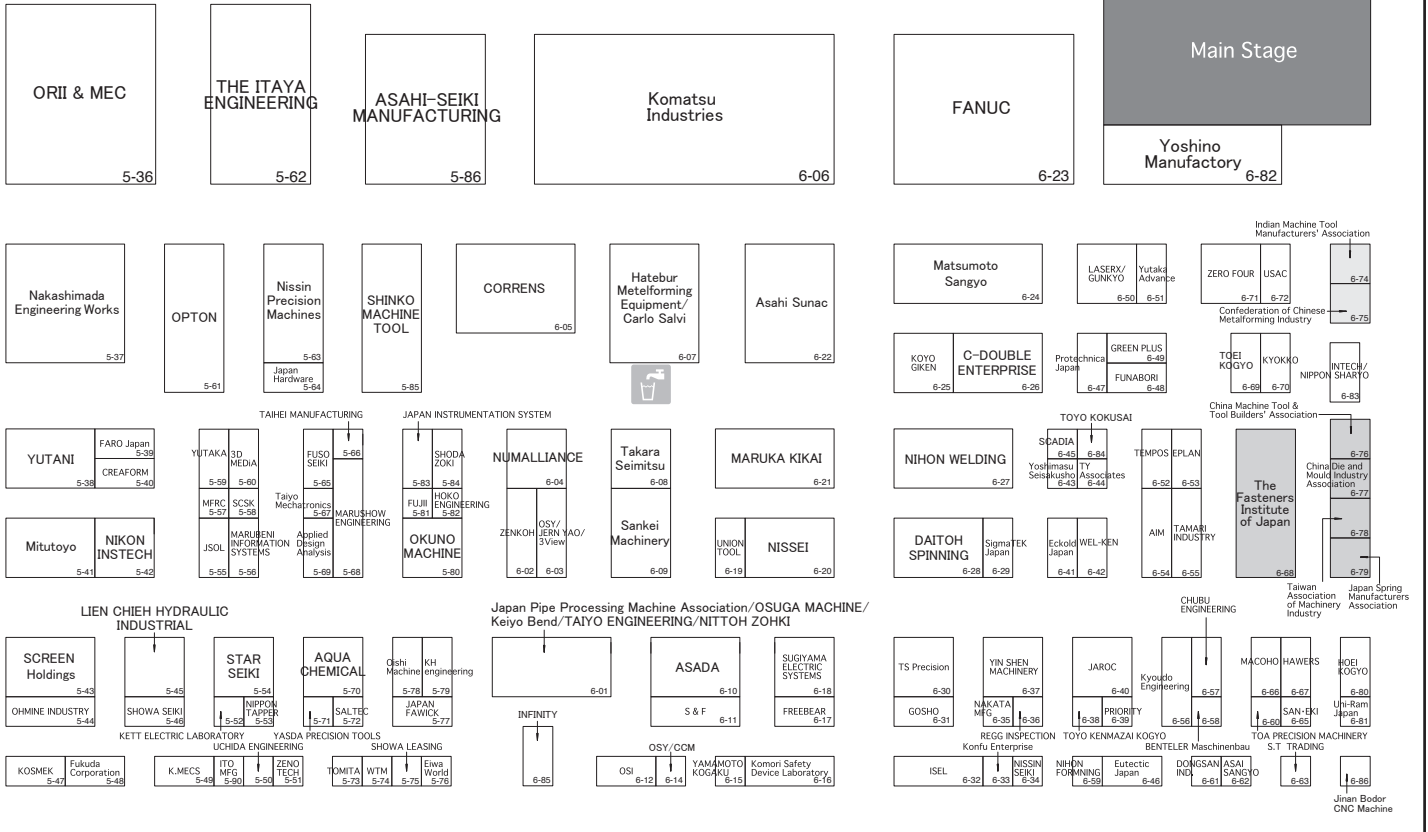 ORII & MEC
5-36
THE ITAYA
ENGINEERING
5-62
ASAHI-SEIKI
MANUFACTURING
5-86
Komatsu
Industries
6-06
FANUC
6-23
Main Stage
Yoshino
Manufactory
6-82
Nakashimada
Engineering Works
5-37
OPTON
5-61
Nissin
Precision
Machines
5-63
Japan
Hardware
5-64
SHINKO
MACHINE
TOOL
5-85
CORRENS
6-05
Hatebur
Metelforming
Equipment/
Carlo Salvi
6-07
Asahi Sunac
6-22
Matsumoto
Sangyo
6-24
LASERX/
GUNKYO
6-50
Yutaka
Advance
6-51
ZERO FOUR
6-71
USAC
6-72
Indian Machine Tool
Manufacturers' Association
6-74
Confederation of Chinese
Metalforming Industry
6-75
KOYO
GIKEN
6-25
C-DOUBLE
ENTERPRISE
6-26
Protechnica
Japan
6-47
GREEN PLUS
6-49
FUNABORI
6-48
TOEI
KOGYO
6-69
KYOKKO
6-70
INTECH/
NIPPON SHARYO
6-83
YUTANI
5-38
FARO Japan
5-39
CREAFORM
5-40
YUTAKA
5-59
3D
MEDiA
5-60
MFRC
5-57
SCSK
5-58
TAIHEI MANUFACTURING
FUSO
SEIKI
5-65
5-66
Taiyo
Mechatronics
5-67
MARUSHOW
ENGINEERING
5-68
JAPAN INSTRUMENTATION SYSTEM
5-83
SHODA
ZOKI
5-84
FUJII
5-81
HOKO
ENGINEERING
5-82
NUMALLIANCE
6-04
Takara
Seimitsu
6-08
MARUKA KIKAI
6-21
NIHON WELDING
6-27
TOYO KOKUSAI
SCADIA
6-45
6-84
Yoshimasu
Seisakusho
6-43
TY
Associates
6-44
TEMPOS
6-52
EPLAN
6-53
The
Fasteners
Institute
of Japan
6-68
China Machine Tool &
Tool Builders' Association
6-76
China Die and
Mould Industry
Association
6-77
6-78
6-79
Mitutoyo
5-41
NIKON
INSTECH
5-42
JSOL
5-55
MARUBENI
INFORMATION
SYSTEMS
5-56
Applied
Design
Analysis
5-69
OKUNO
MACHINE
5-80
ZENKOH
6-02
OSY/
JERN YAO/
3View
6-03
Sankei
Machinery
6-09
UNION
TOOL
6-19
NISSEI
6-20
DAITOH
SPINNING
6-28
SigmaTEK
Japan
6-29
Eckold
Japan
6-41
WEL-KEN
6-42
AIM
6-54
TAMARI
INDUSTRY
6-55
Taiwan
Association
of Machinery
Industry
Japan Spring
Manufacturers
Association
SCREEN
Holdings
5-43
OHMINE INDUSTRY
5-44
LIEN CHIEH HYDRAULIC
INDUSTRIAL
5-45
SHOWA SEIKI
5-46
STAR
SEIKI
5-54
5-52
NIPPON
TAPPER
5-53
KETT ELECTRIC LABORATORY
AQUA
CHEMICAL
5-70
5-71
SALTEC
5-72
YASDA PRECISION TOOLS
Oishi
Machine
5-78
KH
engineering
5-79
JAPAN
FAWICK
5-77
Japan Pipe Processing Machine Association/OSUGA MACHINE/
Keiyo Bend/TAIYO ENGINEERING/NITTOH ZOHKI
6-01
ASADA
6-10
S & F
6-11
SUGIYAMA
ELECTRIC
SYSTEMS
6-18
FREEBEAR
6-17
TS Precision
6-30
GOSHO
6-31
YIN SHEN
MACHINERY
6-37
NAKATA
MFG
6-35
6-36
REGG INSPECTION
JAROC
6-40
6-38
PRIORITY
6-39
TOYO KENMAZAI KOGYO
CHUBU
ENGINEERING
Kyoudo
Engineering
6-56
6-57
6-58
BENTELER Maschinenbau
MACOHO
6-66
HAWERS
6-67
6-60
SAN-EKI
6-65
TOA PRECISION MACHINERY
HOEI
KOGYO
6-80
Uni-Ram
Japan
6-81
KOSMEK
5-47
Fukuda
Corporation
5-48
K.MECS
5-49
ITO
MFG
5-90
UCHIDA ENGINEERING
5-50
ZENO
TECH
5-51
TOMITA
5-73
WTM
5-74
SHOWA LEASING
5-75
Eiwa
World
5-76
INFINITY
6-85
OSI
6-12
OSY/CCM
6-14
YAMAMOTO
KOGAKU
6-15
Komori Safety
Device Laboratory
6-16
ISEL
6-32
Konfu Enterprise
6-33
NISSIN
SEIKI
6-34
NIHON
FORMNING
6-59
Eutectic
Japan
6-46
DONGSAN
IND.
6-61
ASAI
SANGYO
6-62
S.T TRADING
6-63
6-86
Jinan Bodor
CNC Machine